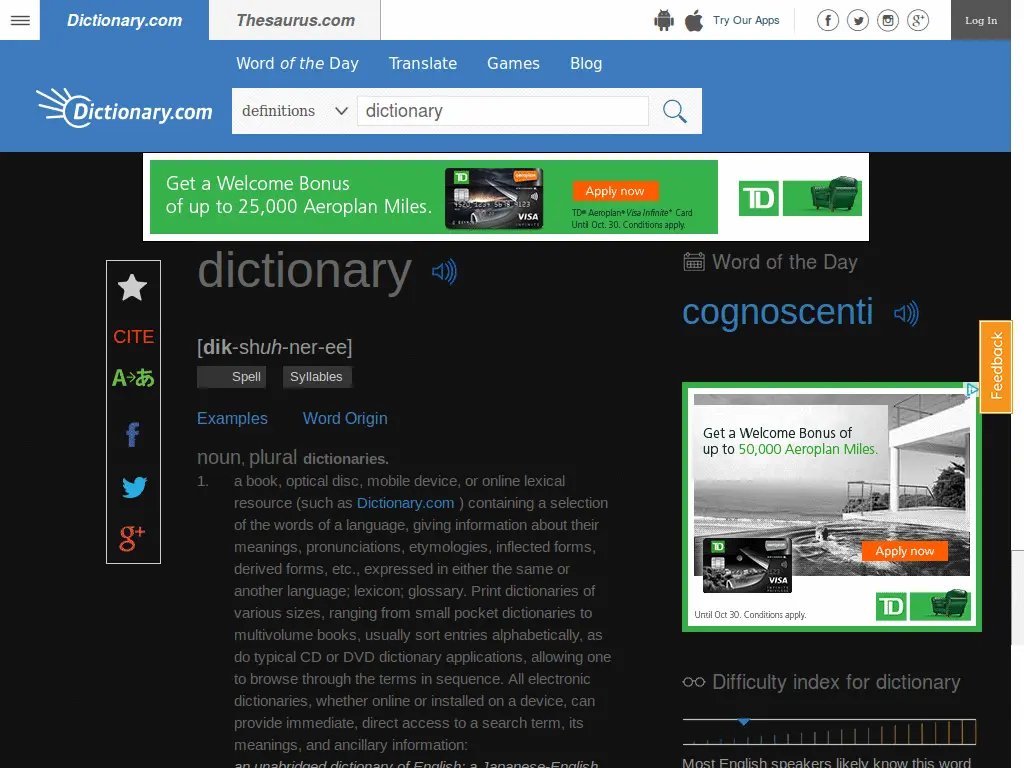 Dictionary.com
Thesaurus.com
Try Our Apps
Log In
Word of the Day
Translate
Games
Blog
Dictionary.com
definitions
dictionary
Get a Welcome Bonus
of up to 25,000 Aeroplan Miles.
TD
VISA
Apply now
TD® Aeroplan® Visa Infinite* Card
Until Oct. 30. Conditions apply.
TD
dictionary
Word of the Day
cognoscenti
CITE
A→あ
[dik-shuh-ner-ee]
Spell
Syllables
Feedback
Examples
Word Origin
noun, plural dictionaries.
1. a book, optical disc, mobile device, or online lexical
resource (such as Dictionary.com ) containing a selection
of the words of a language, giving information about their
meanings, pronunciations, etymologies, inflected forms,
derived forms, etc., expressed in either the same or
another language; lexicon; glossary. Print dictionaries of
various sizes, ranging from small pocket dictionaries to
multivolume books, usually sort entries alphabetically, as
do typical CD or DVD dictionary applications, allowing one
to browse through the terms in sequence. All electronic
dictionaries, whether online or installed on a device, can
provide immediate, direct access to a search term, its
meanings, and ancillary information:
an unabridged dictionary of English; a Japanese-English
Get a Welcome Bonus of
up to 50,000 Aeroplan Miles.
Apply now
TD
VISA
Until Oct 30. Conditions apply.
TD
Difficulty index for dictionary
Most English speakers likely know this word